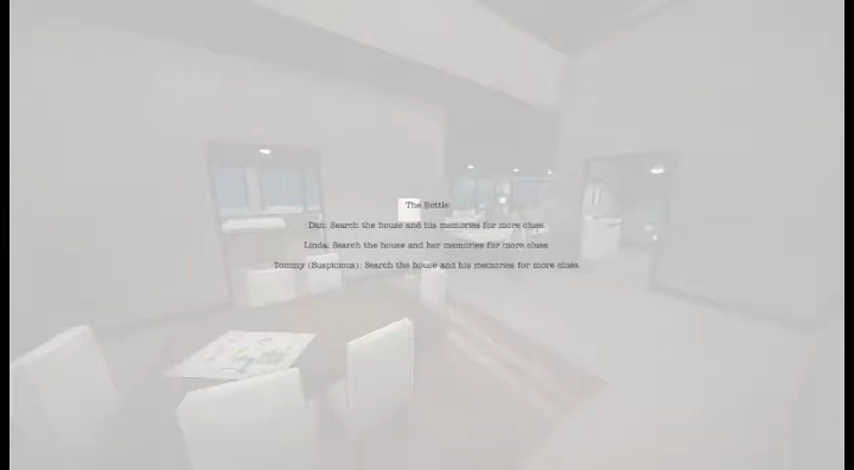 The Bottle
Dan: Search the house and his memories for more clues.
Linda: Search the house and her memories for more clues
Tommy (Suspicious): Search the house and his memories for more clues.